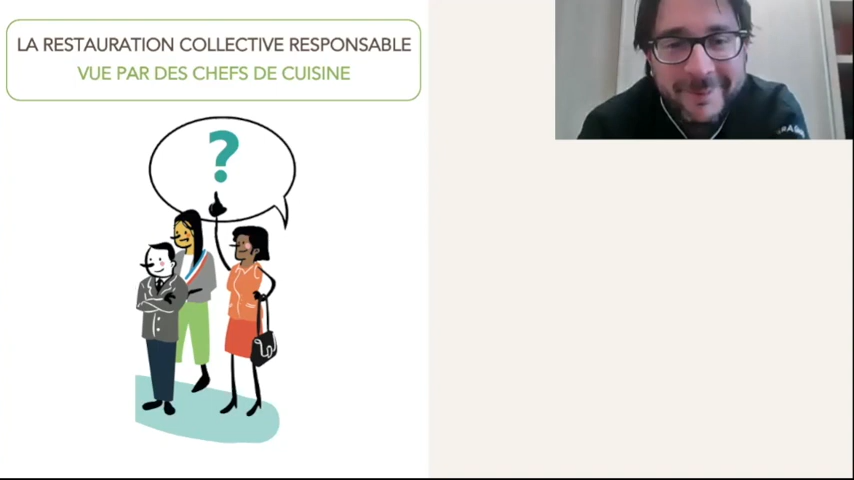 LA RESTAURATION COLLECTIVE RESPONSABLE
VUE PAR DES CHEFS DE CUISINE
?